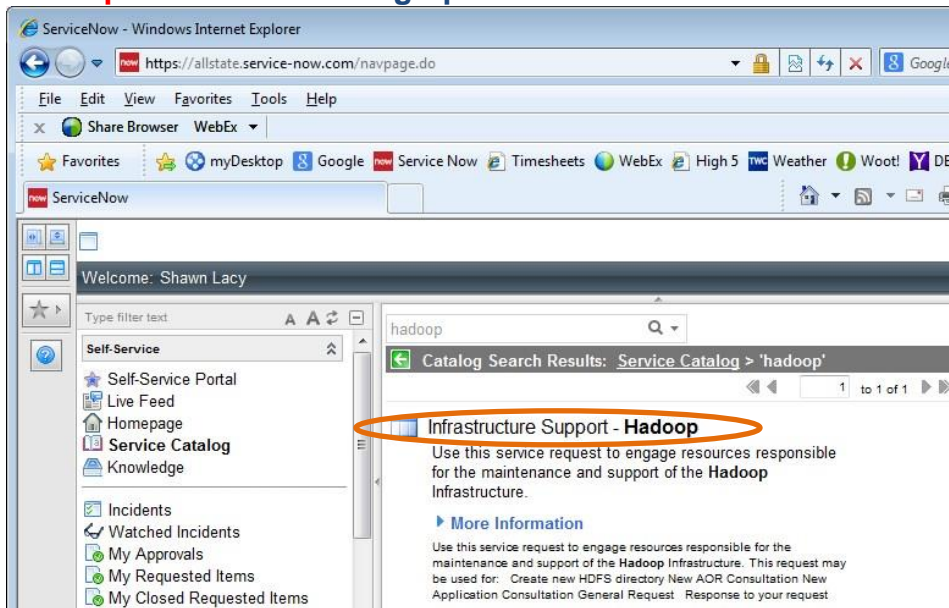 ServiceNow - Windows Internet Explorer
now https://allstate.service-now.com/navpage.do Google
File Edit View Favorites Tools Help
x Share Browser WebEx
Favorites myDesktop Google now Service Now Timesheets WebEx High 5 TWC Weather Woot! Y
now ServiceNow
Welcome: Shawn Lacy
Type filter text A A
hadoop
Self-Service
Catalog Search Results: Service Catalog > 'hadoop'
Self-Service Portal
1 to 1 of 1
Live Feed
Homepage
Infrastructure Support - Hadoop
Service Catalog
Use this service request to engage resources responsible
Knowledge
for the maintenance and support of the Hadoop
Infrastructure.
Incidents
More Information
Watched Incidents
Use this service request to engage resources responsible for the
My Approvals
maintenance and support of the Hadoop Infrastructure. This request may
My Requested Items
be used for: Create new HDFS directory New AOR Consultation New
My Closed Requested Items
Application Consultation General Request Response to your request